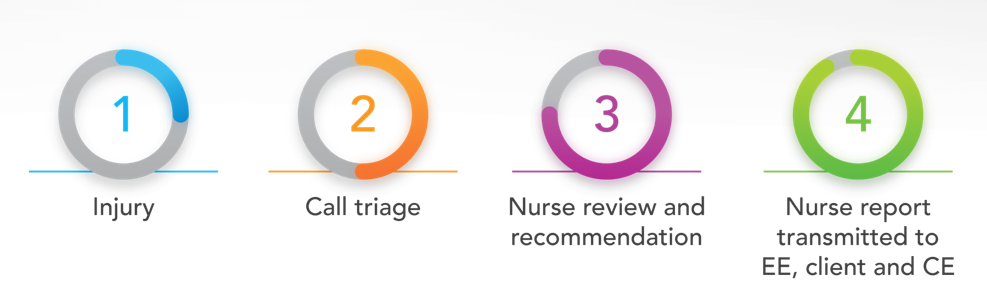 1
Injury
2
Call triage
3
Nurse review and
recommendation
4
Nurse report
transmitted to
EE, client and CE